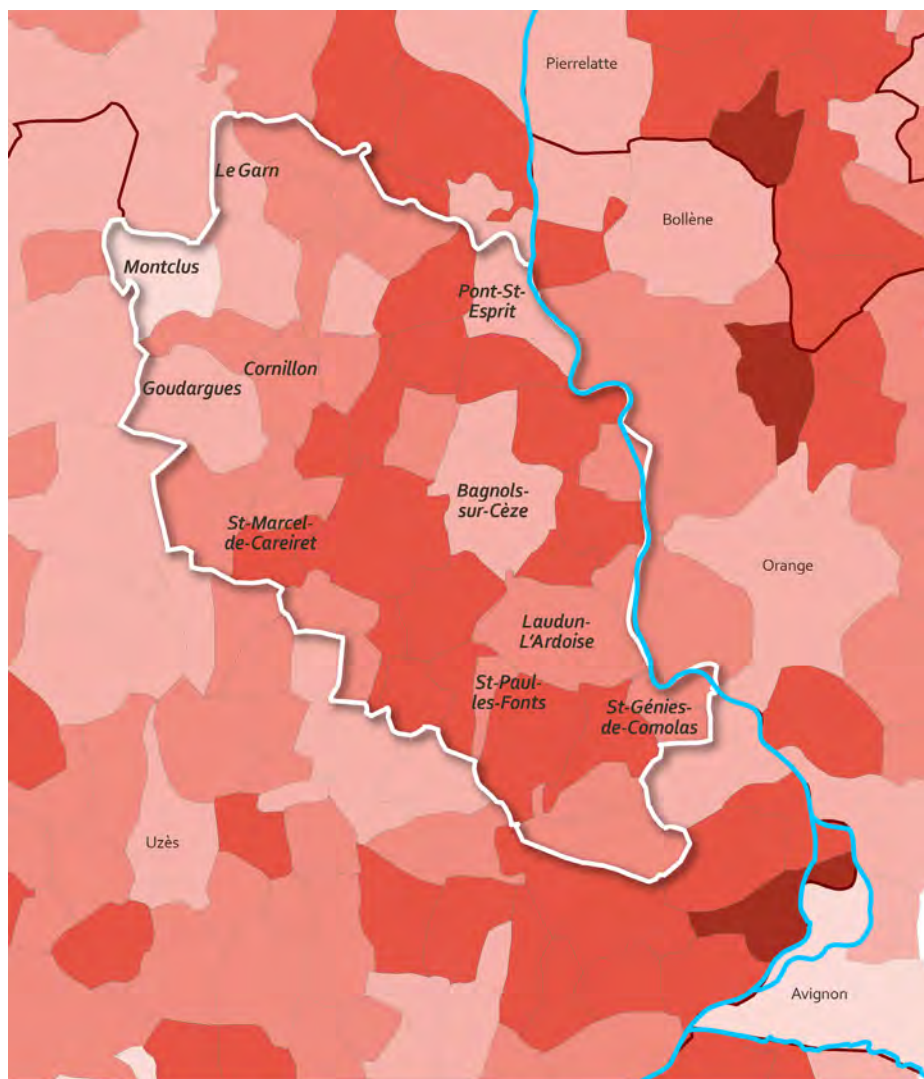 Pierrelatte
Le Garn
Bollène
Montclus
Pont-St-
Esprit
Cornillon
Goudargues
Bagnols-
sur-Cèze
St-Marcel-
de-Careiret
Orange
Laudun-
L'Ardoise
St-Paul-
les-Fonts
St-Génies-
de-Comolas
Uzès
Avignon